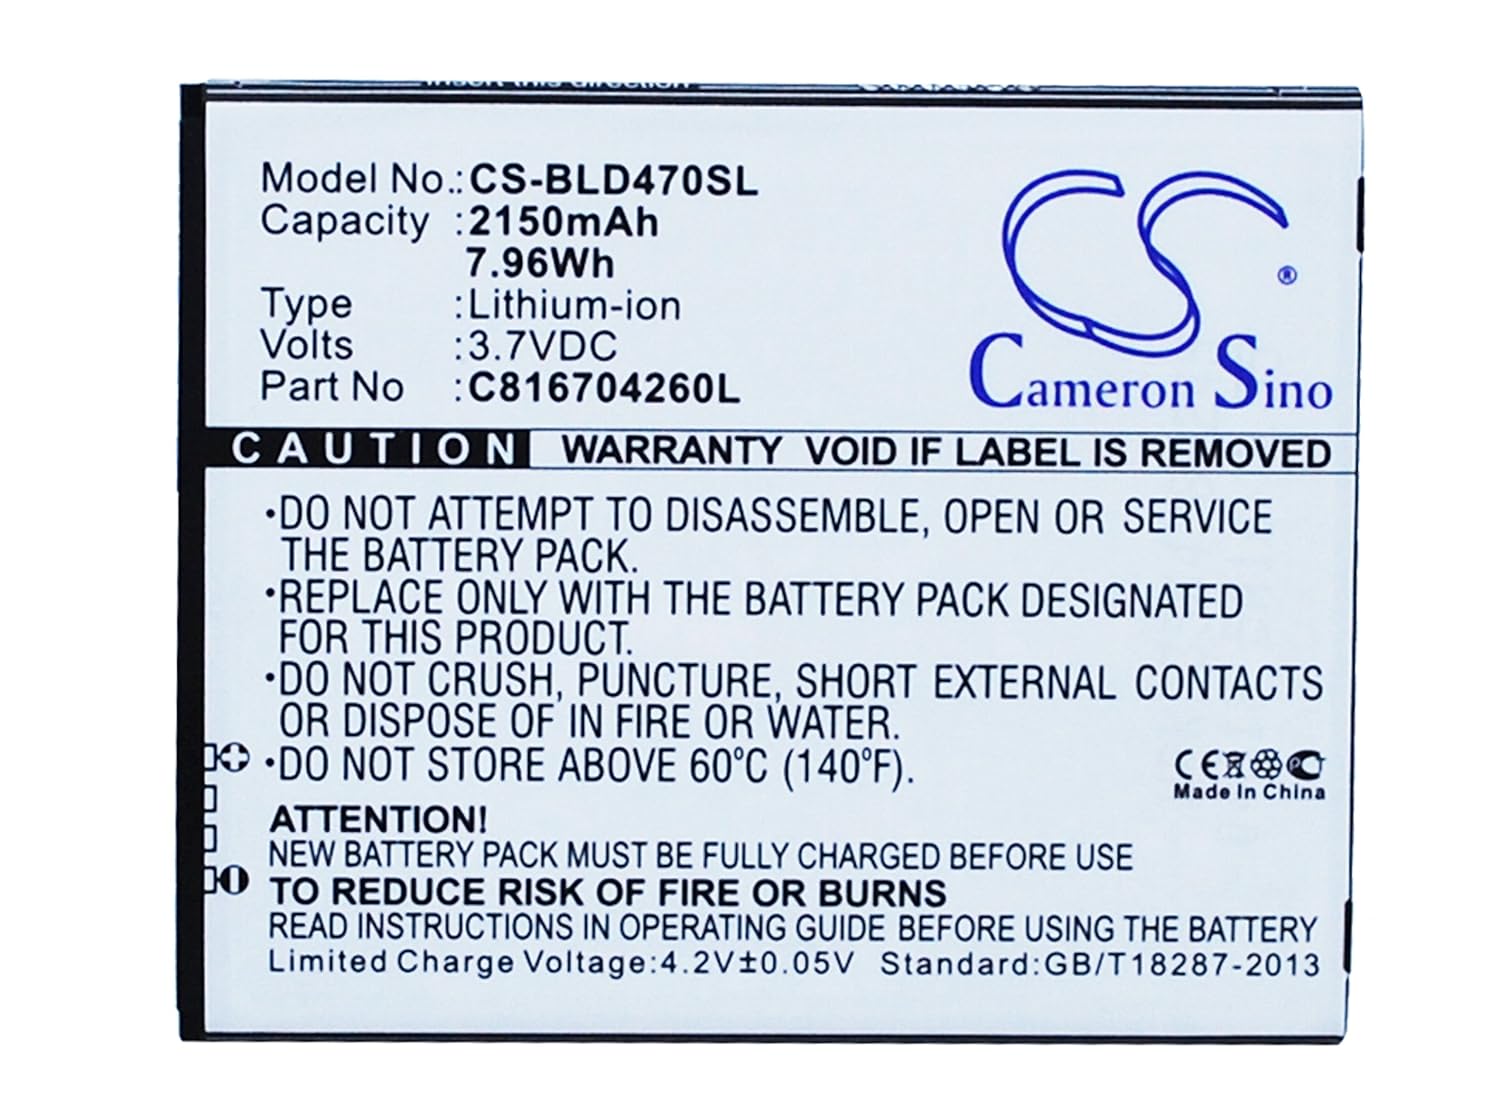 Insert this direction
Model No.: CS-BLD470SL
Capacity : 2150mAh
7.96Wh
Type : Lithium-ion
Volts : 3.7VDC
Part No : C816704260L
CS ®
Cameron Sino
CAUTION WARRANTY VOID IF LABEL IS REMOVED
·DO NOT ATTEMPT TO DISASSEMBLE, OPEN OR SERVICE
THE BATTERY PACK.
·REPLACE ONLY WITH THE BATTERY PACK DESIGNATED
FOR THIS PRODUCT.
·DO NOT CRUSH, PUNCTURE, SHORT EXTERNAL CONTACTS
OR DISPOSE OF IN FIRE OR WATER.
·DO NOT STORE ABOVE 60°C (140°F).
CE
Made In China
ATTENTION!
NEW BATTERY PACK MUST BE FULLY CHARGED BEFORE USE
TO REDUCE RISK OF FIRE OR BURNS
READ INSTRUCTIONS IN OPERATING GUIDE BEFORE USING THE BATTERY
Limited Charge Voltage:4.2V±0.05V Standard:GB/T18287-2013